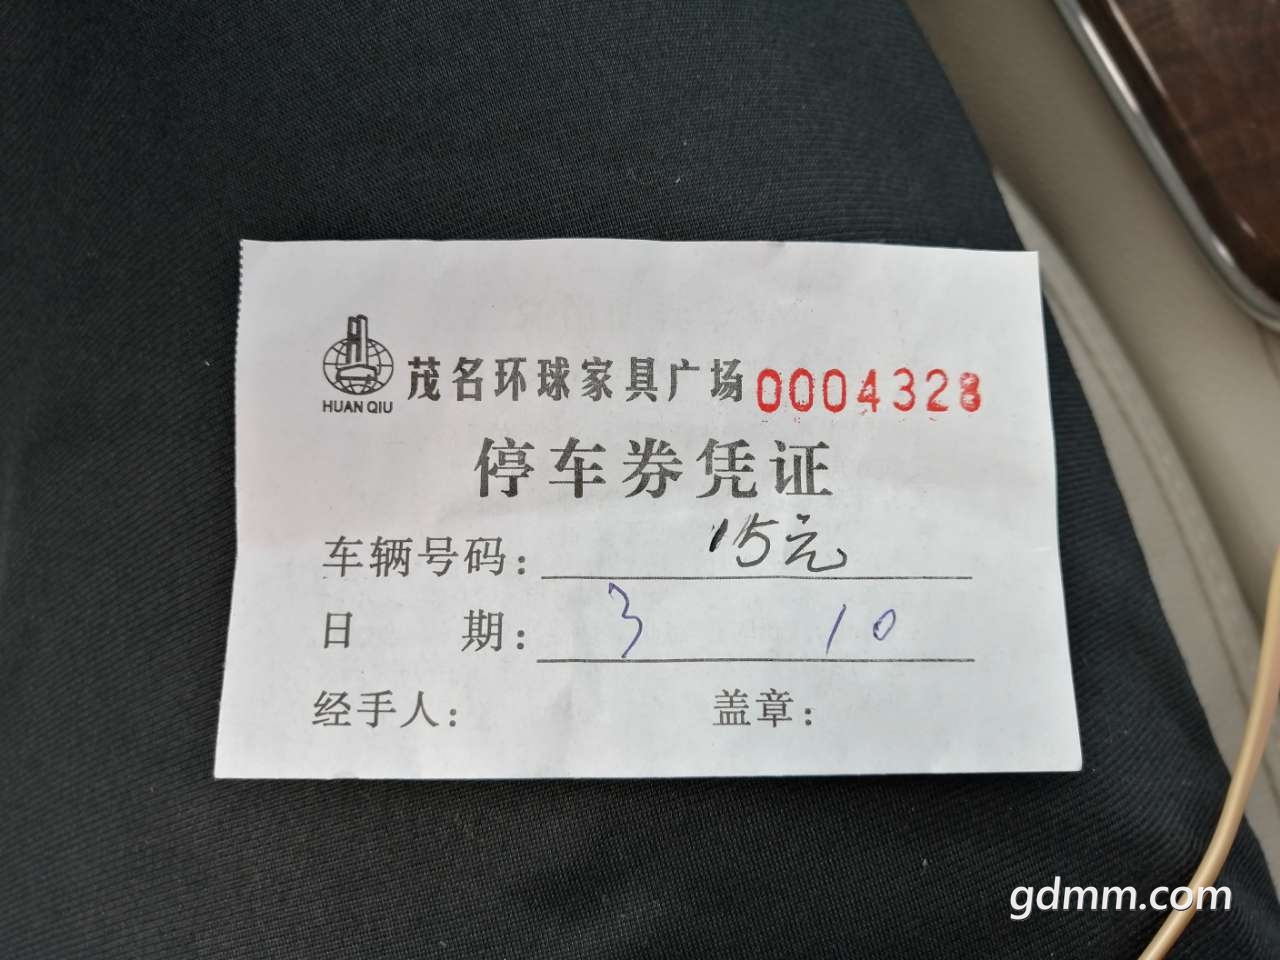 HUAN QIU
茂名环球家具广场 0004328
停车券凭证
车辆号码: 15元
日 期: 3 10
经手人: 盖章:
gdmm.com